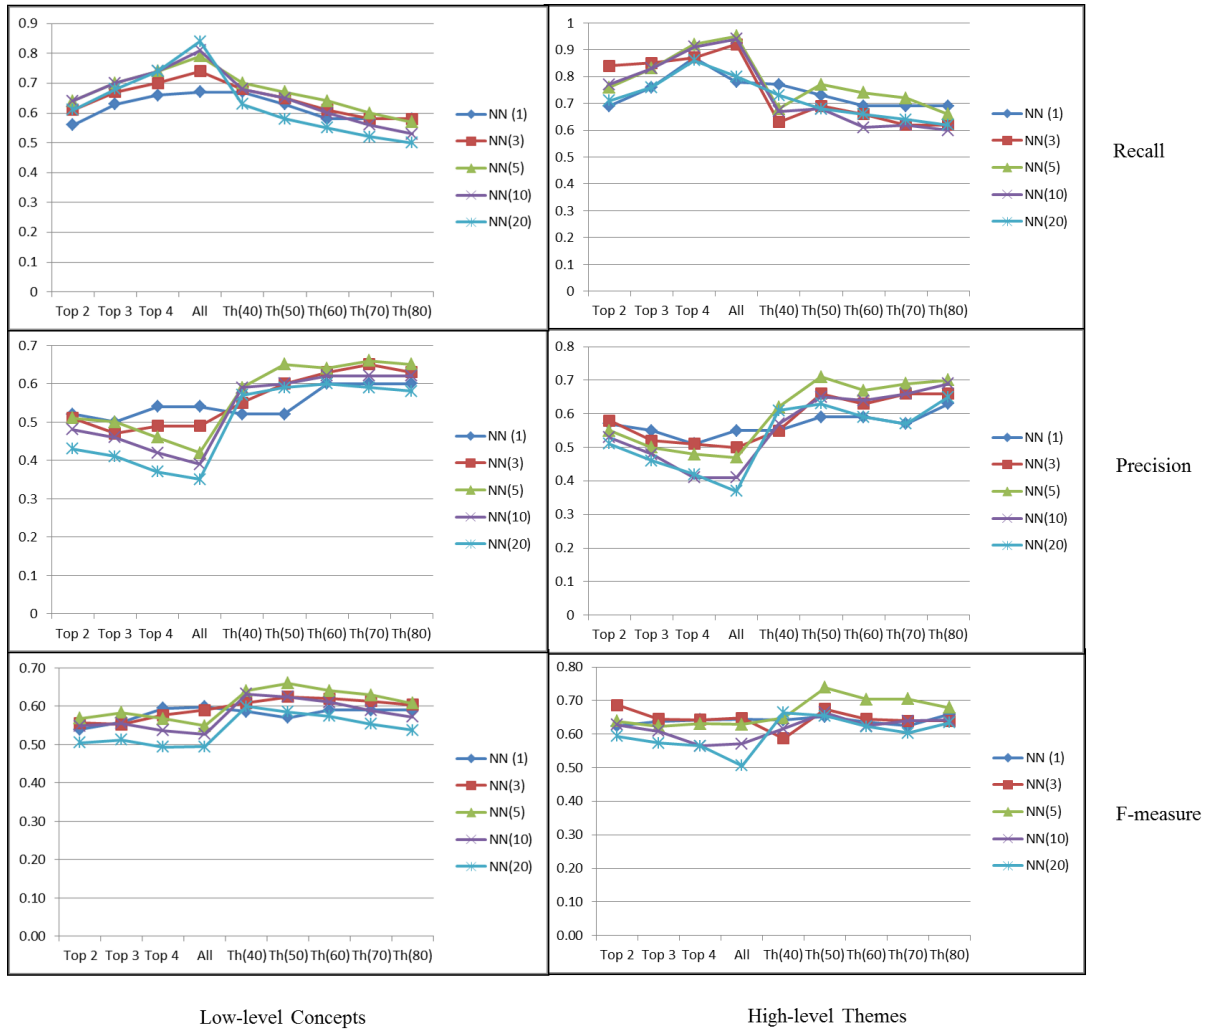 0.9
0.8
0.7
0.6
0.5
0.4
0.3
0.2
0.1
0
Top 2 Top 3 Top 4 All Th(40) Th(50) Th(60) Th(70) Th(80)
NN (1)
NN(3)
NN(5)
NN(10)
NN(20)
1
0.9
0.8
0.7
0.6
0.5
0.4
0.3
0.2
0.1
0
Top 2 Top 3 Top 4 All Th(40) Th(50) Th(60) Th(70) Th(80)
NN (1)
NN(3)
NN(5)
NN(10)
NN(20)
Recall
0.7
0.6
0.5
0.4
0.3
0.2
0.1
0
Top 2 Top 3 Top 4 All Th(40) Th(50) Th(60) Th(70) Th(80)
NN (1)
NN(3)
NN(5)
NN(10)
NN(20)
0.8
0.7
0.6
0.5
0.4
0.3
0.2
0.1
0
Top 2 Top 3 Top 4 All Th(40) Th(50) Th(60) Th(70) Th(80)
NN (1)
NN(3)
NN(5)
NN(10)
NN(20)
Precision
0.70
0.60
0.50
0.40
0.30
0.20
0.10
0.00
Top 2 Top 3 Top 4 All Th(40) Th(50) Th(60) Th(70) Th(80)
NN (1)
NN(3)
NN(5)
NN(10)
NN(20)
0.80
0.70
0.60
0.50
0.40
0.30
0.20
0.10
0.00
Top 2 Top 3 Top 4 All Th(40) Th(50) Th(60) Th(70) Th(80)
NN (1)
NN(3)
NN(5)
NN(10)
NN(20)
F-measure
Low-level Concepts
High-level Themes